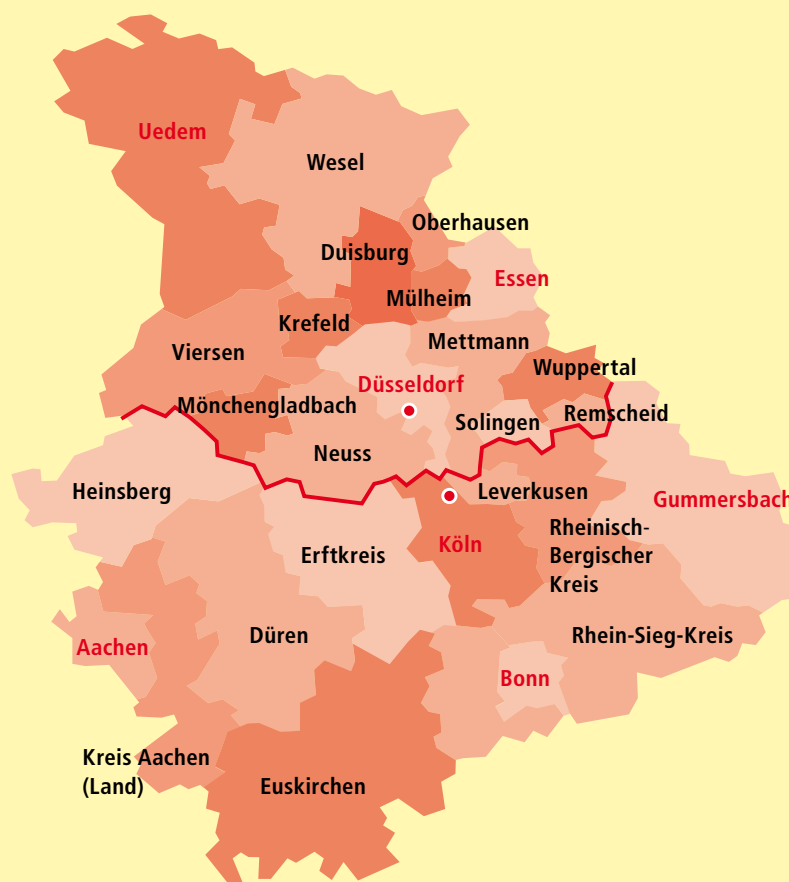 Uedem
Wesel
Oberhausen
Duisburg
Essen
Mülheim
Krefeld
Mettmann
Viersen
Wuppertal
Düsseldorf
Mönchengladbach
Remscheid
Solingen
Neuss
Heinsberg
Leverkusen
Gummersbach
Rheinisch-
Bergischer
Kreis
Köln
Erftkreis
Düren
Rhein-Sieg-Kreis
Aachen
Bonn
Kreis Aachen
(Land)
Euskirchen